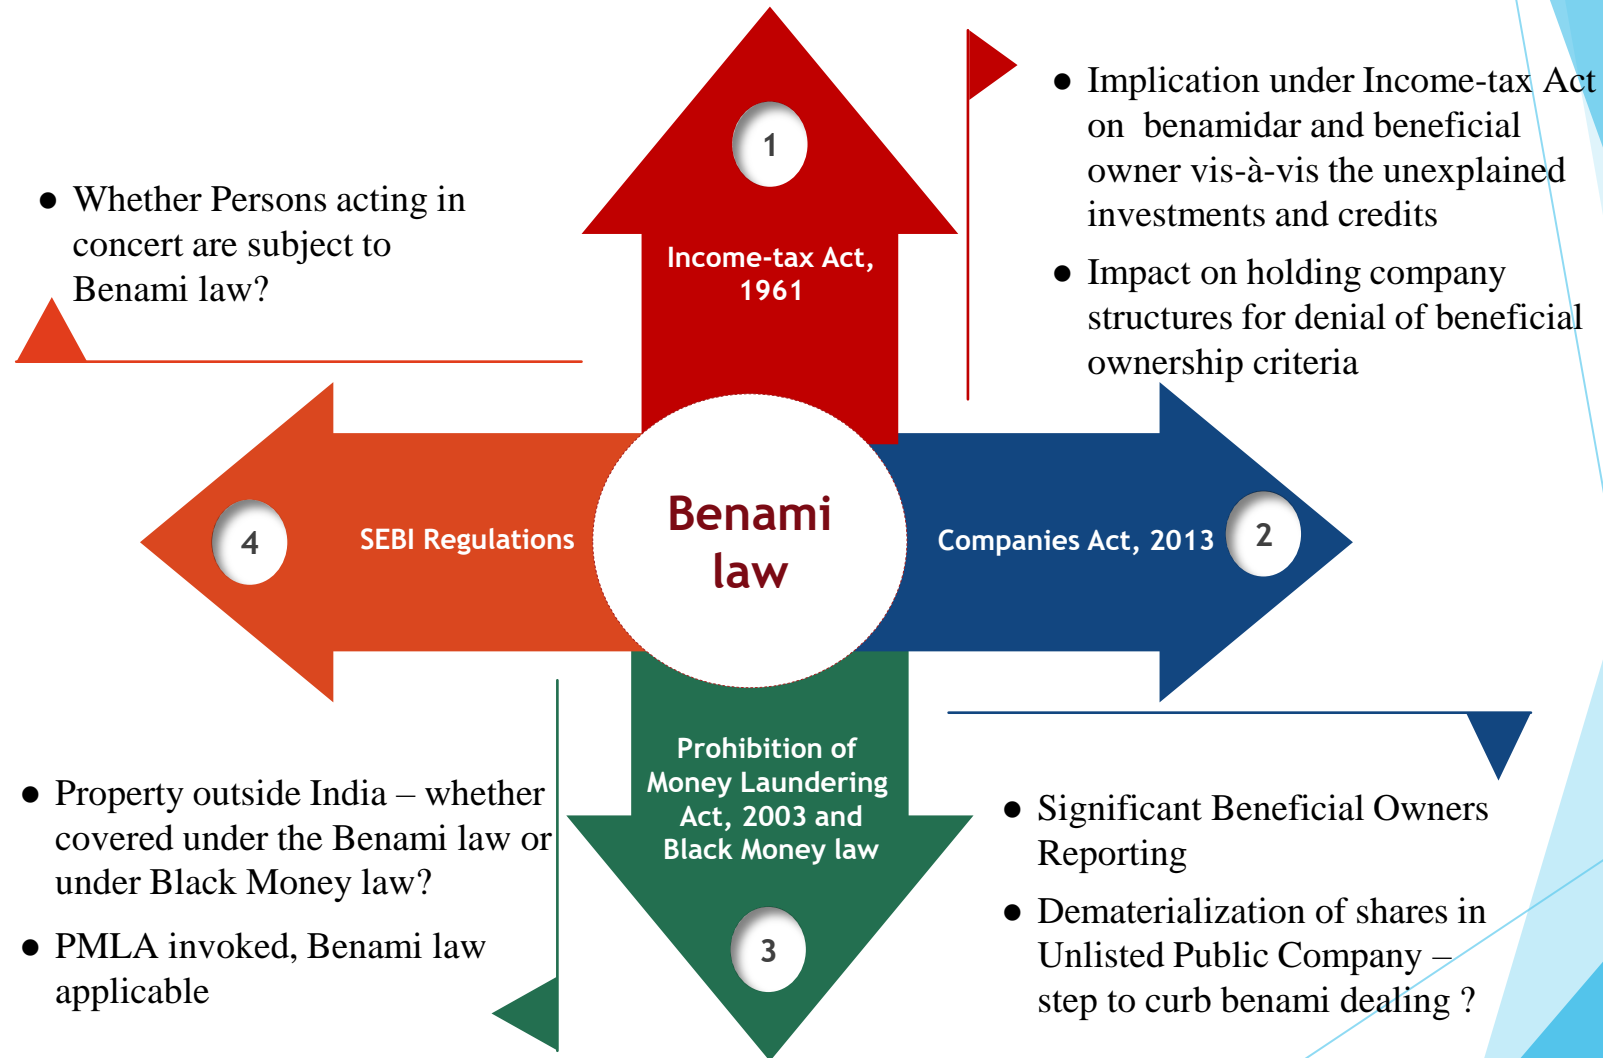 1
Income-tax Act,
1961
● Implication under Income-tax Act
on benamidar and beneficial
owner vis-à-vis the unexplained
investments and credits
● Impact on holding company
structures for denial of beneficial
ownership criteria
● Whether Persons acting in
concert are subject to
Benami law?
4
SEBI Regulations
Benami
law
Companies Act, 2013
2
Prohibition of
Money Laundering
Act, 2003 and
Black Money law
3
● Property outside India – whether
covered under the Benami law or
under Black Money law?
● PMLA invoked, Benami law
applicable
● Significant Beneficial Owners
Reporting
● Dematerialization of shares in
Unlisted Public Company –
step to curb benami dealing ?